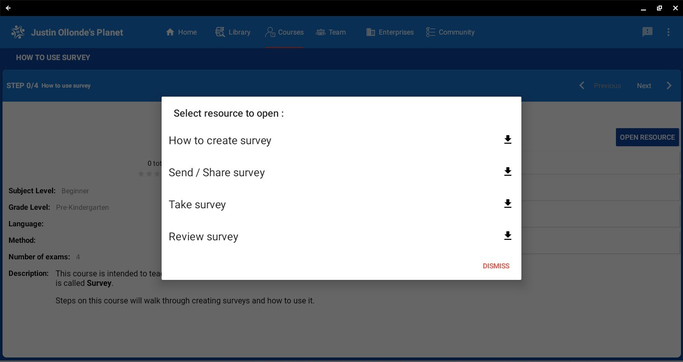 Justin Ollonde's Planet
Home
Library
Courses
Team
Enterprises
Community
HOW TO USE SURVEY
STEP 0/4 How to use survey
Previous
Next
Select resource to open :
OPEN RESOURCE
How to create survey
0 tot
Send / Share survey
Subject Level: Beginner
Take survey
Grade Level: Pre-Kindergarten
Language:
Review survey
Method:
Number of exams: 4
DISMISS
Description: This course is intended to tea
is called Survey.
Steps on this course will walk through creating surveys and how to use it.